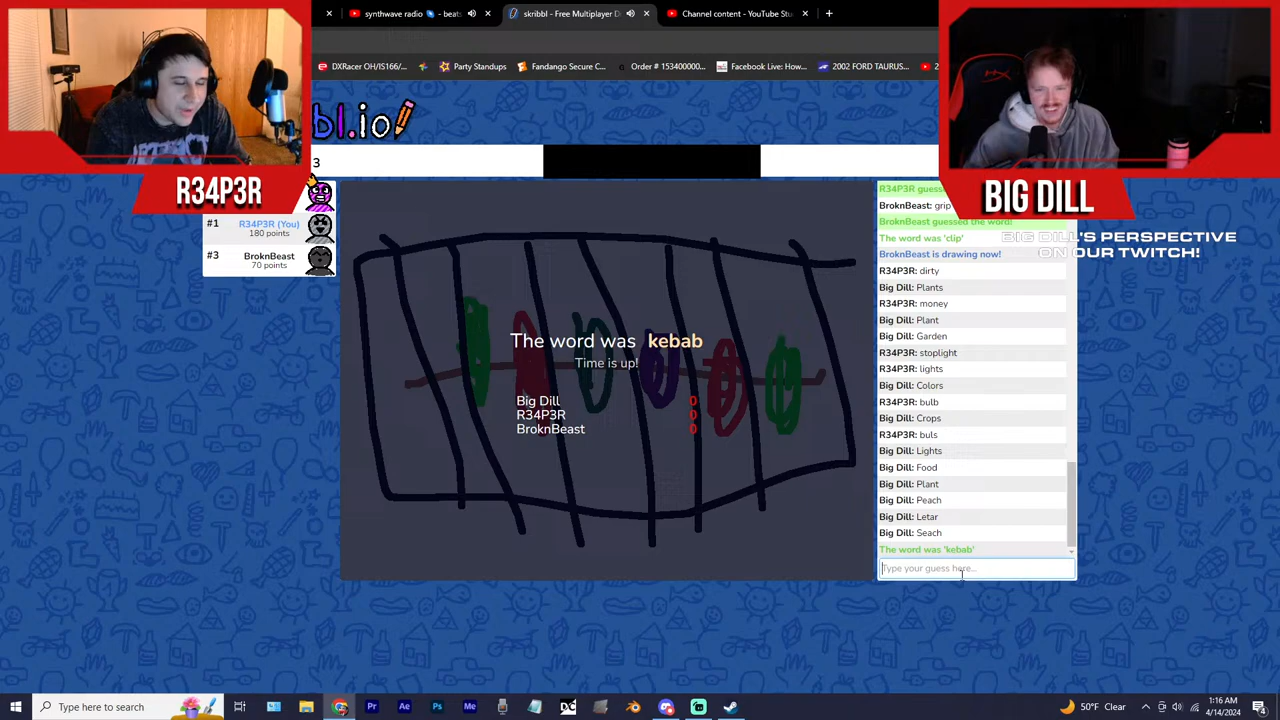 synthwave radio - beats
skribbl - Free Multiplayer D
Channel content - YouTube Stu
DXRacer OH/IS166/...
Party Standups
Fandango Secure C...
Order # 153400000...
Facebook Live: How...
2002 FORD TAURUS...
bl.io
3
R34P3R
BIG DILL
BIG DILL'S PERSPECTIVE
ON OUR TWITCH!
#1 R34P3R (You)
180 points
#3 BroknBeast
70 points
The word was kebab
Time is up!
Big Dill 0
R34P3R 0
BroknBeast 0
R34P3R guesse
BroknBeast: grip
BroknBeast guessed the word!
The word was 'clip'
BroknBeast is drawing now!
R34P3R: dirty
Big Dill: Plants
R34P3R: money
Big Dill: Plant
Big Dill: Garden
R34P3R: stoplight
R34P3R: lights
Big Dill: Colors
R34P3R: bulb
Big Dill: Crops
R34P3R: buls
Big Dill: Lights
Big Dill: Food
Big Dill: Plant
Big Dill: Peach
Big Dill: Letar
Big Dill: Seach
The word was 'kebab'
Type your guess here...
Type here to search
Pr
Ae
Ps
Me
50°F Clear
1:16 AM
4/14/2024